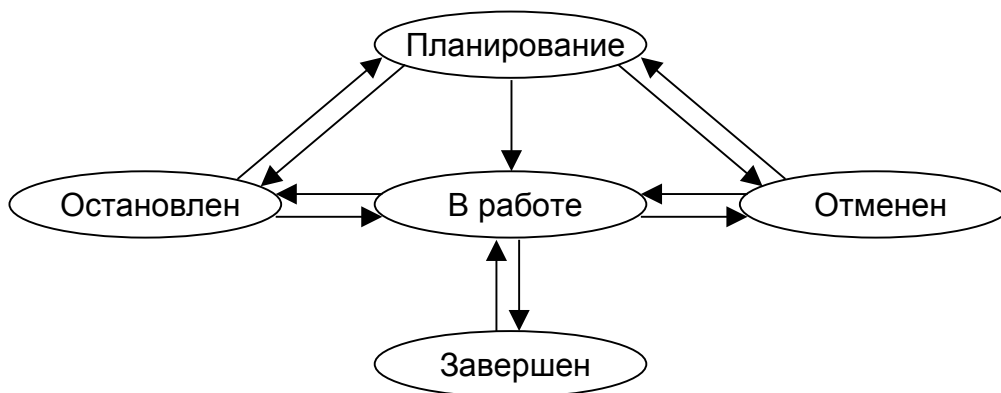 Планирование
Остановлен
В работе
Отменен
Завершен